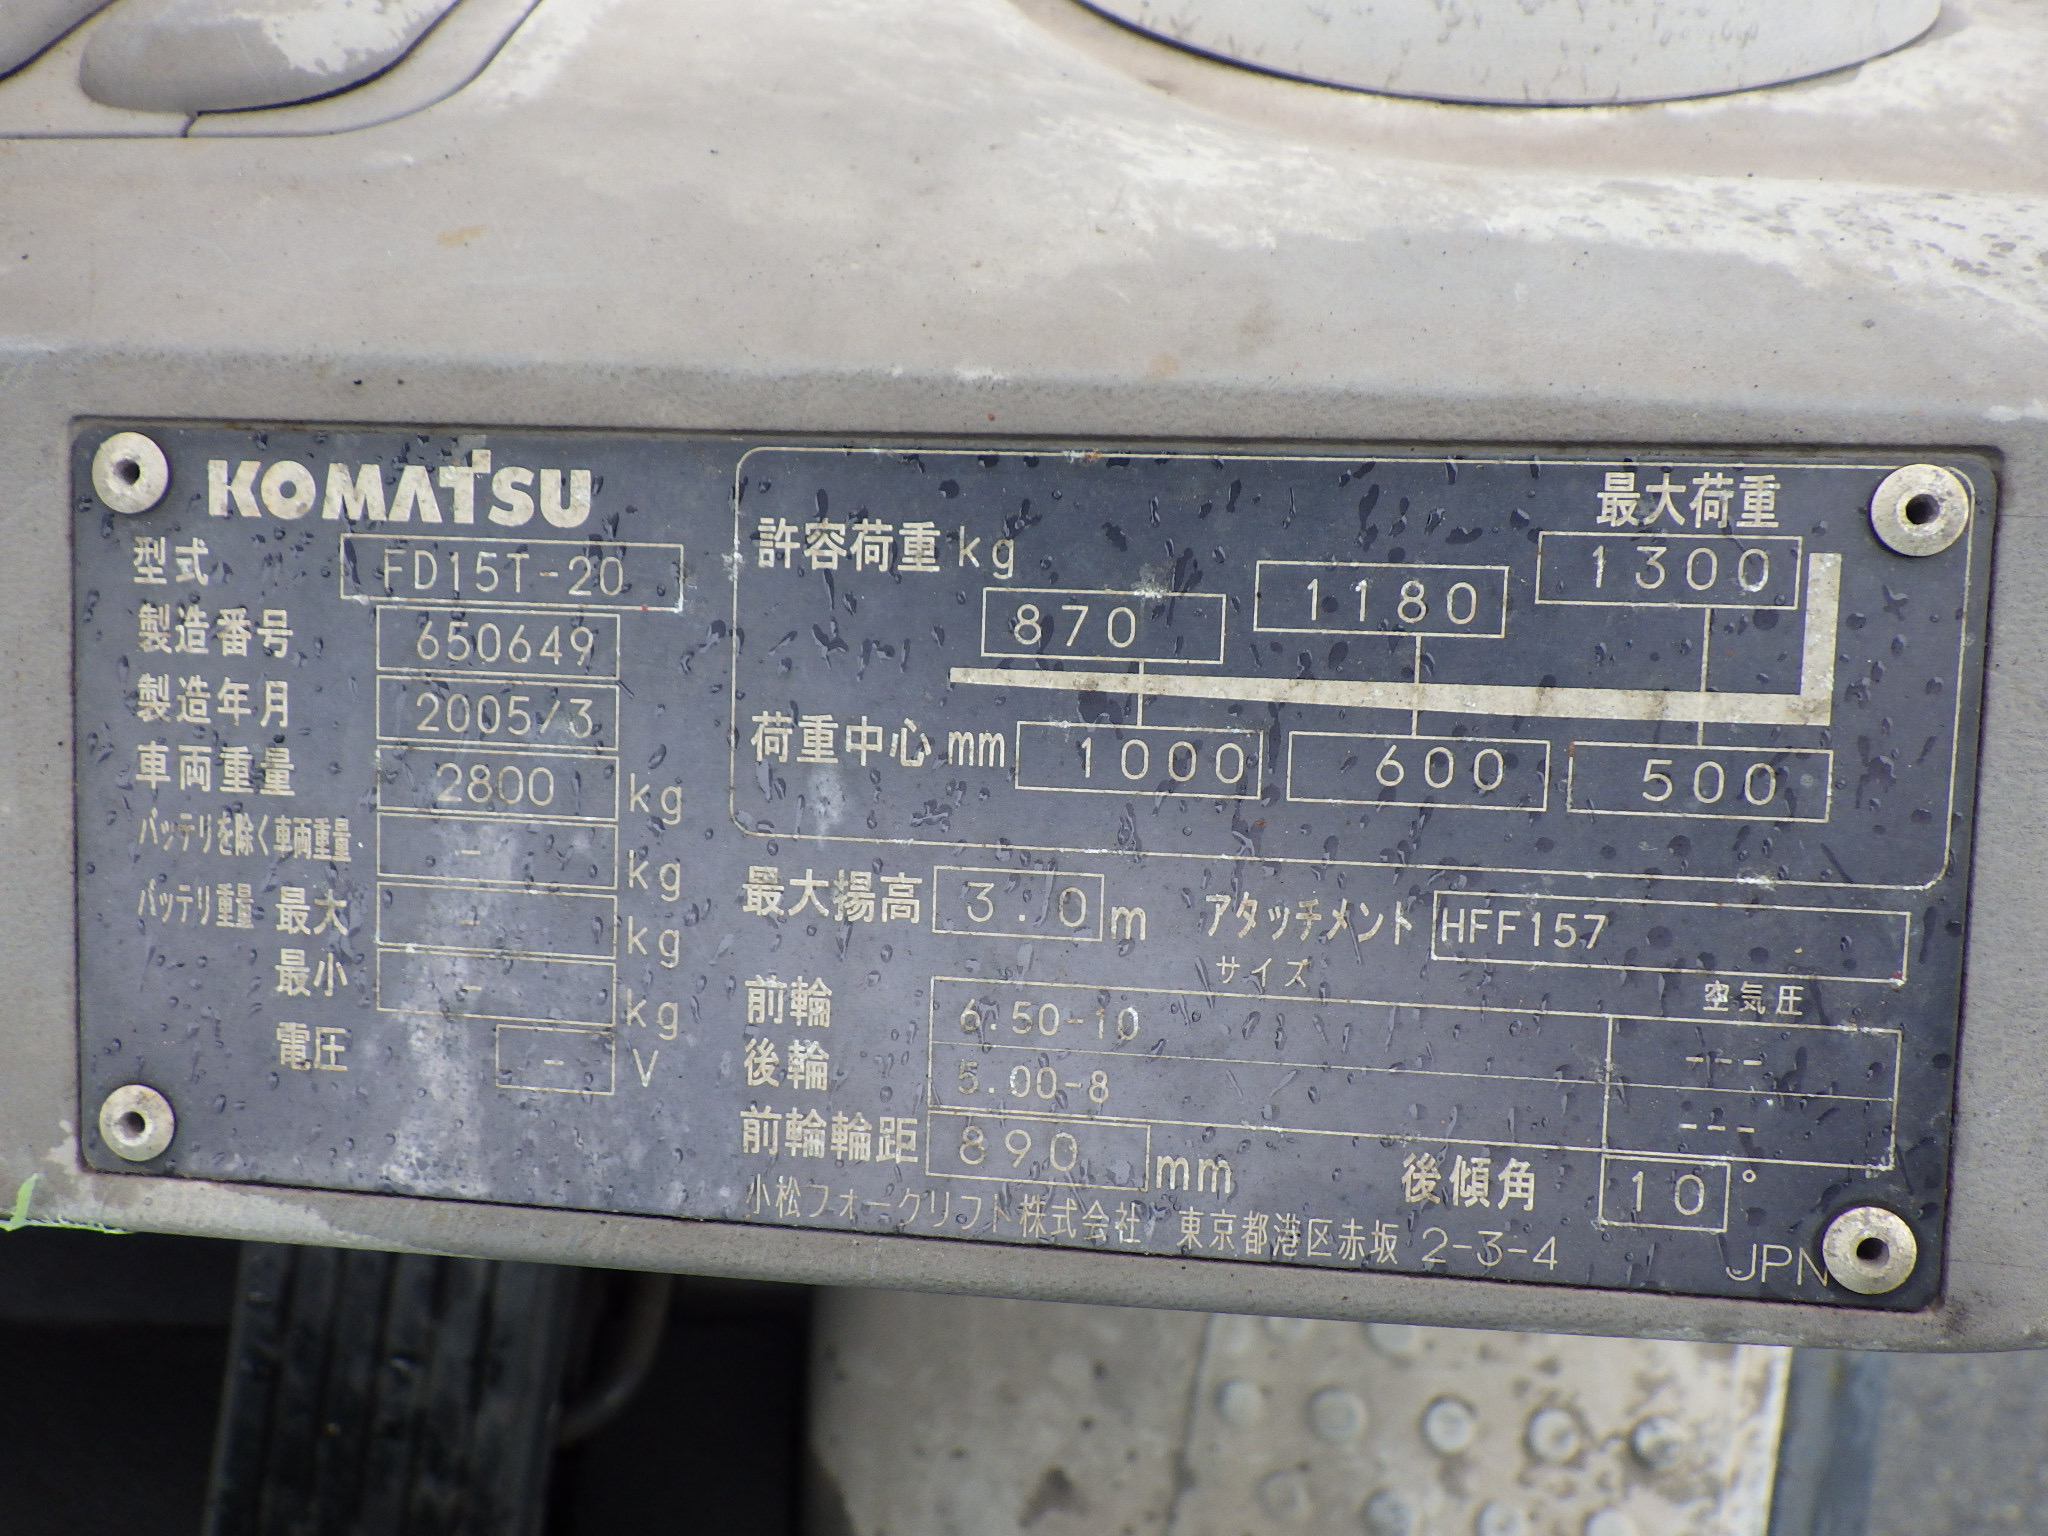 KOMATSU
型式 FD15T-20
製造番号 650649
製造年月 2005/3
車両重量 2800 kg
バッテリを除く車両重量 - kg
バッテリ重量 最大 - kg
最小 - kg
電圧 - V
最大荷重
許容荷重 kg 870 1180 1300
荷重中心 mm 1000 600 500
最大揚高 3.0 m アタッチメント HFF157
サイズ 空気圧
前輪 6.50-10 ---
後輪 5.00-8 ---
前輪輪距 890 mm 後傾角 10°
小松フォークリフト株式会社 東京都港区赤坂 2-3-4
JPN